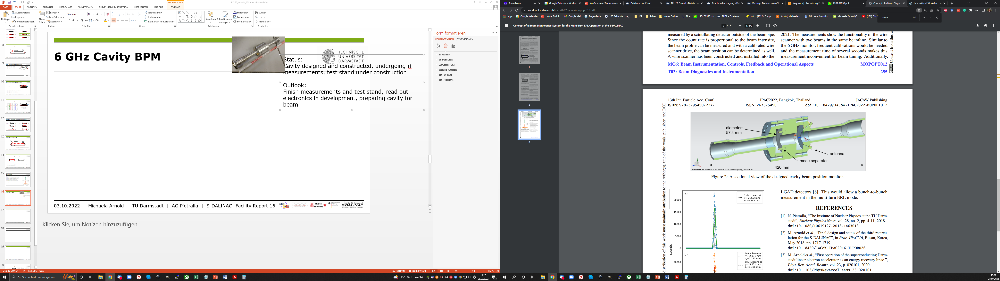 ERL22_Arnold_V1.pptx - PowerPoint
ZEICHENTOOLS
DATEI START EINFÜGEN ENTWURF ÜBERGÄNGE ANIMATIONEN BILDSCHIRMPRÄSENTATION ÜBERPRÜFEN ANSICHT FORMAT
Einfügen
Ausschneiden
Kopieren
Format übertragen
Zwischenablage
Neue Folie
Layout
Zurücksetzen
Abschnitt
Folien
Verdana 12
Schriftart
Textrichtung
Text ausrichten
In SmartArt konvertieren
Absatz
Anordnen
Schnellformat-vorlagen
Fülleffekt
Formkontur
Formeffekte
Zeichnung
Suchen
Ersetzen
Markieren
Bearbeiten
8
9
10
11
12
13
14
15
16
17
18
19
20
6 GHz Cavity BPM
TECHNISCHE
UNIVERSITÄT
DARMSTADT
Status:
Cavity designed and constructed, undergoing rf
measurements, test stand under construction
Outlook:
Finish measurements and test stand, read out
electronics in development, preparing cavity for
beam
03.10.2022 | Michaela Arnold | TU Darmstadt | AG Pietralla | S-DALINAC: Facility Report 16
Nuclear Photonics
S-DALINAC
Klicken Sie, um Notizen hinzuzufügen
Form formatieren
FORMOPTIONEN TEXTOPTIONEN
SCHATTEN
SPIEGELUNG
LEUCHTEFFEKT
WEICHE KANTEN
3D-FORMAT
3D-DREHUNG
FOLIE 16 VON 21 ENGLISCH (USA)
NOTIZEN KOMMENTARE 172 %
Zur Suche Text hier eingeben
12°C Stark bewölkt
18:27
28.09.2022
Prime Music
Google Kalender - Woche
Konferenzen / Dienstreisen
Dateien - ownCloud
ERL 22 Cornell - Dateien -
Strahlenschutztagung - Da
Vortrag - Dateien - ownClo
frequency | Übersetzung E
2207.02095.pdf
Concept of a Beam Diagno
International Workshop on
accelconf.web.cern.ch/ipac2022/papers/mopopt012.pdf
Apps
Google Kalender
Heute: Todoist
Google Mail
RegenRadar
100 Sekunden | tag...
IKP
Privat
Neuer Ordner
Title
1504.00588.pdf
ELISE - Dateien - o...
Vol. 1 (2022): Europ...
Arnold, Michaela -...
Michaela Arnold - ...
Michaela Arnold (0...
charge 1/2
Concept of a Beam Diagnostics System for the Multi-Turn ERL Operation at the S-DALINAC
3 / 3
175%
1
2
3
measured by a scintillating detector outside of the beampipe.
Since the count rate is proportional to the beam intensity,
the beam profile can be measured and with a calibrated wire
scanner drive, the beam position can be determined as well.
A wire scanner has been constructed and installed into the
2021. The measurements show the functionality of the wire
scanner with two beams in the same beamline. Similar to
the 6 GHz monitor, frequent calibrations would be needed
and the measurement time of several seconds makes this
measurement inconvenient for beam tuning. Additionally,
Content from this w
MC6: Beam Instrumentation, Controls, Feedback and Operational Aspects MOPOPT012
T03: Beam Diagnostics and Instrumentation 255
13th Int. Particle Acc. Conf. IPAC2022, Bangkok, Thailand JACoW Publishing
ISBN: 978-3-95450-227-1 ISSN: 2673-5490 doi:10.18429/JACoW-IPAC2022-MOPOPT012
distribution of this work must maintain attribution to the author(s), title of the work, publisher, and DOI
diameter:
57.4 mm
antenna
mode separator
420 mm
SIEMENS INDUSTRY SOFTWARE: NX CAD-Designing, Version 12
Figure 2: A sectional view of the designed cavity beam position monitor.
a)
1xAcc beam at
y=-2.302 mm
σy=0.244 mm
20000
15000
10000
5000
0
counts
b)
1xAcc beam at
y=-2.331 mm
σy=0.241 mm
2xERL beam at
y=-5.351 mm
σy=1.306 mm
20000
LGAD detectors [8]. This would allow a bunch-to-bunch
measurement in the multi-turn ERL mode.
REFERENCES
[1] N. Pietralla, “The Institute of Nuclear Physics at the TU Darm-
stadt”, Nuclear Physics News, vol. 28, no. 2, pp. 4-11, 2018.
doi:10.1080/10619127.2018.1463013
[2] M. Arnold et al., “Final design and status of the third recircu-
lation for the S-DALINAC”, in Proc. IPAC’16, Busan, Korea,
May 2018, pp. 1717-1719.
doi:10.18429/JACoW-IPAC2016-TUPOR026
[3] M. Arnold et al., “First operation of the superconducting Darm-
stadt linear electron accelerator as an energy recovery linac “,
Phys. Rev. Accel. Beams, vol. 23, p. 020101, 2020.
doi:10.1103/PhysRevAccelBeams.23.020101
18:27
28.09.2022